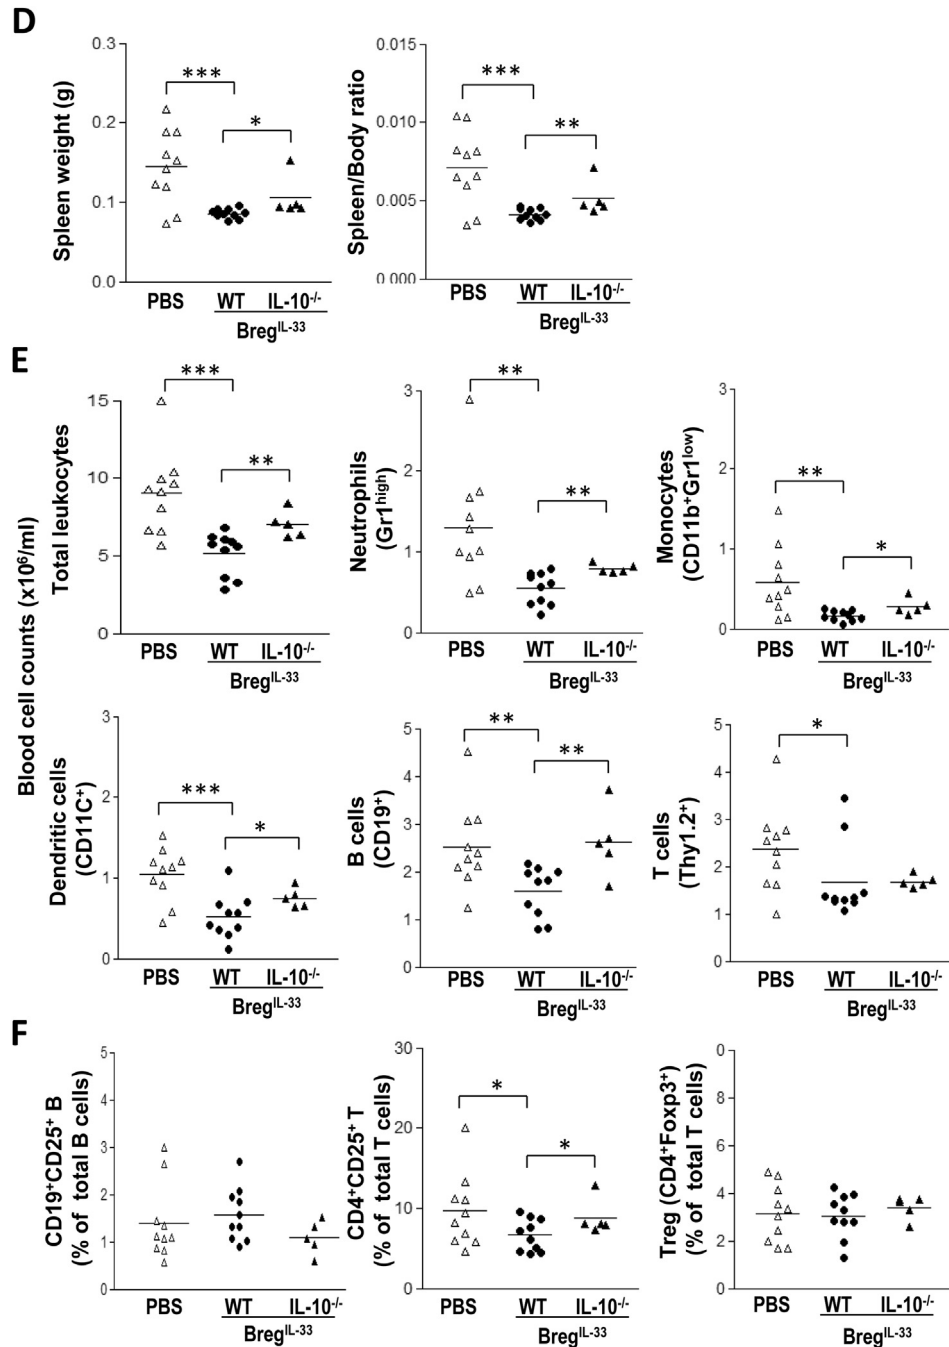 D
Spleen weight (g)
0.3
0.2
0.1
0.0
***
*
PBS
WT
IL-10-/-
BregIL-33
Spleen/Body ratio
0.015
0.010
0.005
0.000
***
**
PBS
WT
IL-10-/-
BregIL-33
E
Blood cell counts (x10⁶/ml)
Total leukocytes
15
10
5
0
***
**
PBS
WT
IL-10-/-
BregIL-33
Neutrophils
(Gr1high)
3
2
1
0
**
**
PBS
WT
IL-10-/-
BregIL-33
Monocytes
(CD11b+Gr1low)
3
2
1
0
**
*
PBS
WT
IL-10-/-
BregIL-33
Dendritic cells
(CD11C+)
3
2
1
0
***
*
PBS
WT
IL-10-/-
BregIL-33
B cells
(CD19+)
5
4
3
2
1
0
**
**
PBS
WT
IL-10-/-
BregIL-33
T cells
(Thy1.2+)
5
4
3
2
1
0
*
PBS
WT
IL-10-/-
BregIL-33
F
CD19+CD25+ B
(% of total B cells)
5
4
3
2
1
0
PBS
WT
IL-10-/-
BregIL-33
CD4+CD25+ T
(% of total T cells)
30
20
10
0
*
*
PBS
WT
IL-10-/-
BregIL-33
Treg (CD4+Foxp3+)
(% of total T cells)
0
8
6
4
2
0
PBS
WT
IL-10-/-
BregIL-33